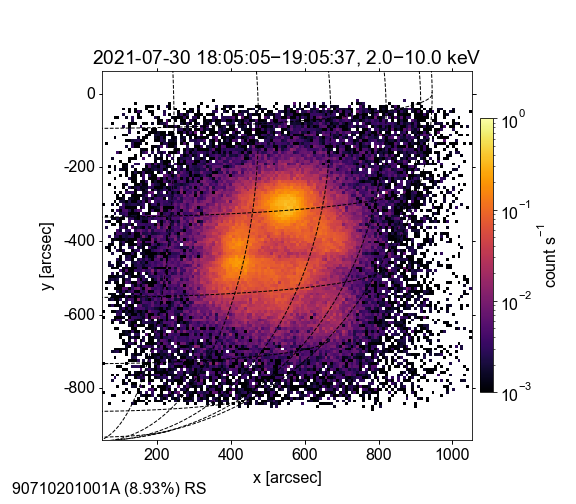 2021-07-30 18:05:05−19:05:37, 2.0−10.0 keV
0
−200
−400
−600
−800
y [arcsec]
200 400 600 800 1000
x [arcsec]
10⁰
10⁻¹
10⁻²
10⁻³
count s⁻¹
90710201001A (8.93%) RS